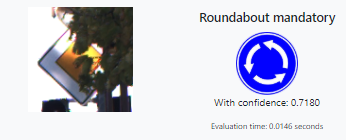 Roundabout mandatory
With confidence: 0.7180
Evaluation time: 0.0146 seconds